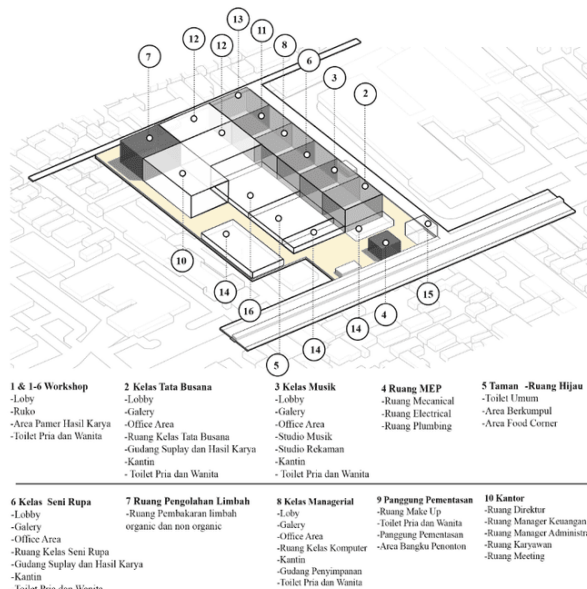 13
12
11
7
12
8
6
3
2
10
14
16
5
14
14
4
15
1 & 1-6 Workshop
-Loby
-Ruko
-Area Pamer Hasil Karya
-Toilet Pria dan Wanita
2 Kelas Tata Busana
-Lobby
-Galery
-Office Area
-Ruang Kelas Tata Busana
-Gudang Suplay dan Hasil Karya
-Kantin
- Toilet Pria dan Wanita
3 Kelas Musik
-Lobby
-Galery
-Office Area
-Studio Musik
-Studio Rekaman
-Kantin
- Toilet Pria dan Wanita
4 Ruang MEP
-Ruang Mecanical
-Ruang Electrical
-Ruang Plumbing
5 Taman -Ruang Hijau
-Toilet Umum
-Area Berkumpul
-Area Food Corner
6 Kelas Seni Rupa
-Lobby
-Galery
-Office Area
-Ruang Kelas Seni Rupa
-Gudang Suplay dan Hasil Karya
-Kantin
-Toilet Pria dan Wanita
7 Ruang Pengolahan Limbah
-Ruang Pembakaran limbah
organic dan non organic
8 Kelas Managerial
-Loby
-Galery
-Office Area
-Ruang Kelas Komputer
-Kantin
-Gudang Penyimpanan
-Toilet Pria dan Wanita
9 Panggung Pementasan
-Ruang Make Up
-Toilet Pria dan Wanita
-Panggung Pementasan
-Area Bangku Penonton
10 Kantor
-Ruang Direktur
-Ruang Manager Keuangan
-Ruang Manager Administra
-Ruang Karyawan
-Ruang Meeting